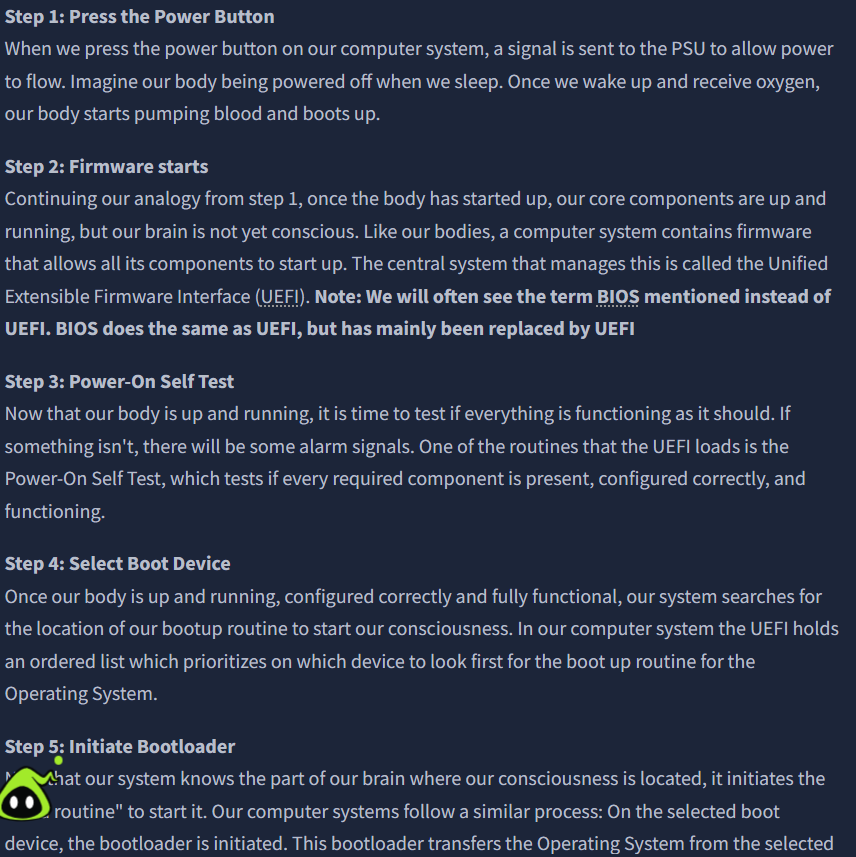 Step 1: Press the Power Button
When we press the power button on our computer system, a signal is sent to the PSU to allow power
to flow. Imagine our body being powered off when we sleep. Once we wake up and receive oxygen,
our body starts pumping blood and boots up.
Step 2: Firmware starts
Continuing our analogy from step 1, once the body has started up, our core components are up and
running, but our brain is not yet conscious. Like our bodies, a computer system contains firmware
that allows all its components to start up. The central system that manages this is called the Unified
Extensible Firmware Interface (UEFI). Note: We will often see the term BIOS mentioned instead of
UEFI. BIOS does the same as UEFI, but has mainly been replaced by UEFI
Step 3: Power-On Self Test
Now that our body is up and running, it is time to test if everything is functioning as it should. If
something isn't, there will be some alarm signals. One of the routines that the UEFI loads is the
Power-On Self Test, which tests if every required component is present, configured correctly, and
functioning.
Step 4: Select Boot Device
Once our body is up and running, configured correctly and fully functional, our system searches for
the location of our bootup routine to start our consciousness. In our computer system the UEFI holds
an ordered list which prioritizes on which device to look first for the boot up routine for the
Operating System.
Step 5: Initiate Bootloader
that our system knows the part of our brain where our consciousness is located, it initiates the
routine" to start it. Our computer systems follow a similar process: On the selected boot
device, the bootloader is initiated. This bootloader transfers the Operating System from the selected